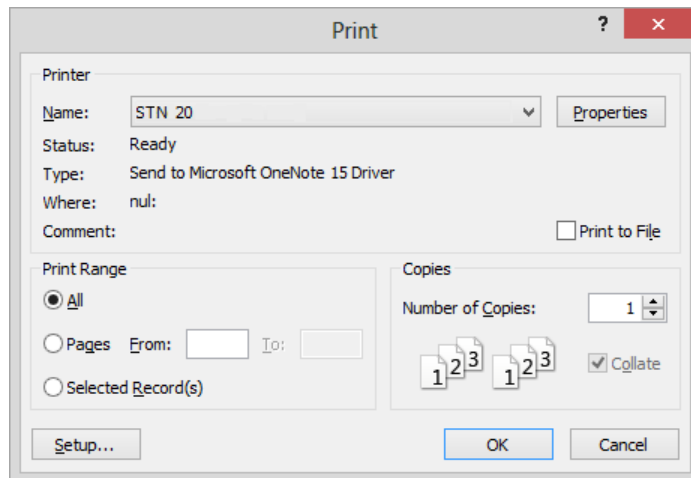 Print ?
Printer
Name: STN 20 Properties
Status: Ready
Type: Send to Microsoft OneNote 15 Driver
Where: nul:
Comment: Print to File
Print Range
All
Pages From: To:
Selected Record(s)
Copies
Number of Copies: 1
1 2 3 1 2 3 Collate
Setup... OK Cancel